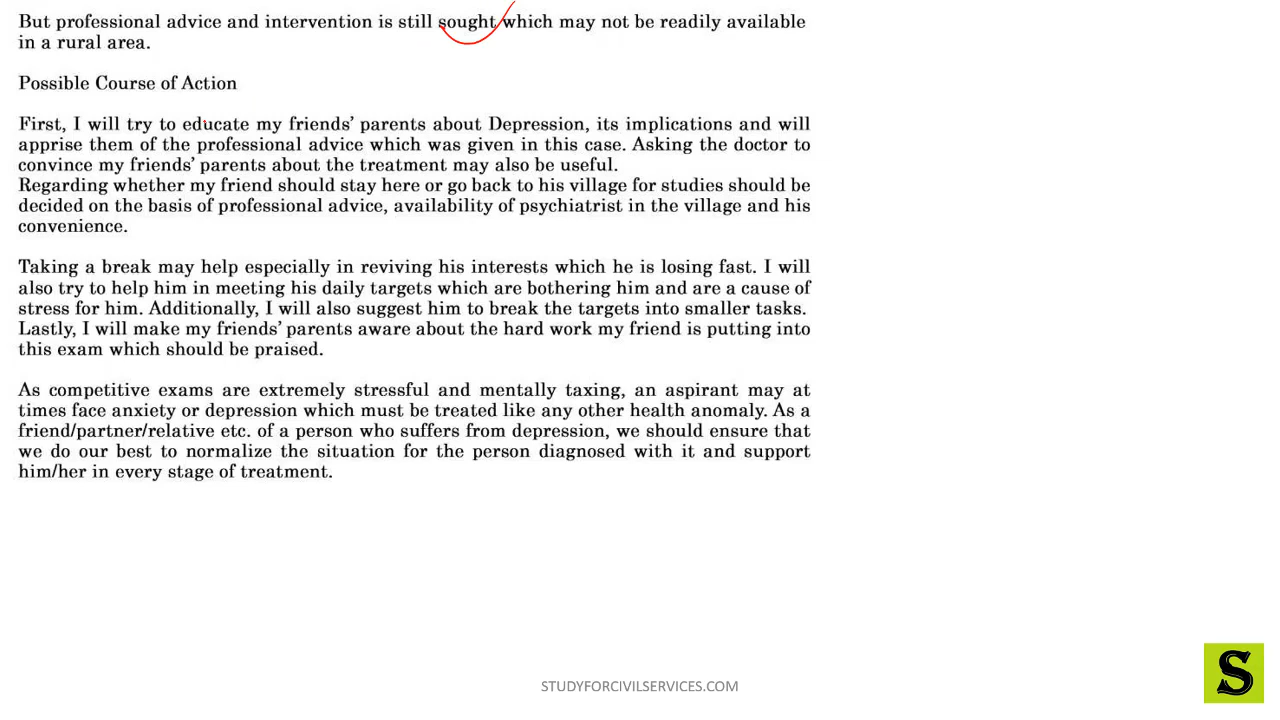 But professional advice and intervention is still sought which may not be readily available
in a rural area.
Possible Course of Action
First, I will try to educate my friends’ parents about Depression, its implications and will
apprise them of the professional advice which was given in this case. Asking the doctor to
convince my friends’ parents about the treatment may also be useful.
Regarding whether my friend should stay here or go back to his village for studies should be
decided on the basis of professional advice, availability of psychiatrist in the village and his
convenience.
Taking a break may help especially in reviving his interests which he is losing fast. I will
also try to help him in meeting his daily targets which are bothering him and are a cause of
stress for him. Additionally, I will also suggest him to break the targets into smaller tasks.
Lastly, I will make my friends’ parents aware about the hard work my friend is putting into
this exam which should be praised.
As competitive exams are extremely stressful and mentally taxing, an aspirant may at
times face anxiety or depression which must be treated like any other health anomaly. As a
friend/partner/relative etc. of a person who suffers from depression, we should ensure that
we do our best to normalize the situation for the person diagnosed with it and support
him/her in every stage of treatment.
STUDYFORCIVILSERVICES.COM
S